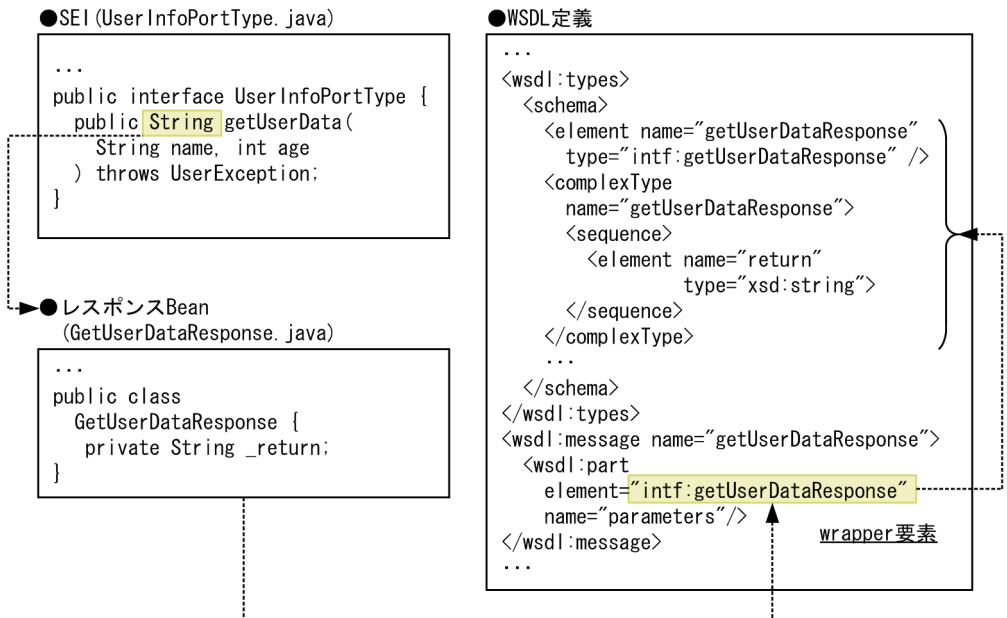 ●SEI(UserInfoPortType.java)
...
public interface UserInfoPortType {
public String getUserData(
String name, int age
) throws UserException;
}
●レスポンスBean
(GetUserDataResponse.java)
...
public class
GetUserDataResponse {
private String _return;
}
●WSDL定義
...
<wsdl:types>
<schema>
<element name="getUserDataResponse"
type="intf:getUserDataResponse" />
<complexType
name="getUserDataResponse">
<sequence>
<element name="return"
type="xsd:string">
</sequence>
</complexType>
...
</schema>
</wsdl:types>
<wsdl:message name="getUserDataResponse">
<wsdl:part
element="intf:getUserDataResponse"
name="parameters"/>
wrapper要素
</wsdl:message>
...